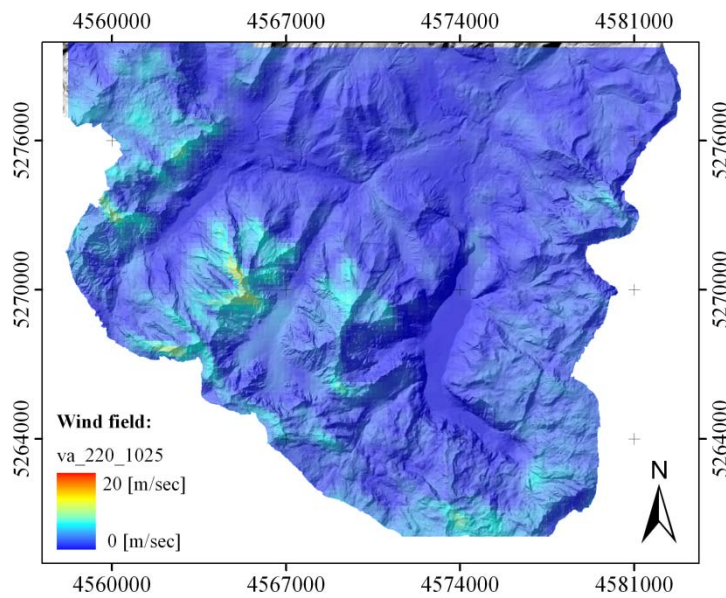 4560000 4567000 4574000 4581000
5276000 5276000
5270000 5270000
5264000 5264000
Wind field:
va_220_1025
20 [m/sec]
0 [m/sec]
N
4560000 4567000 4574000 4581000